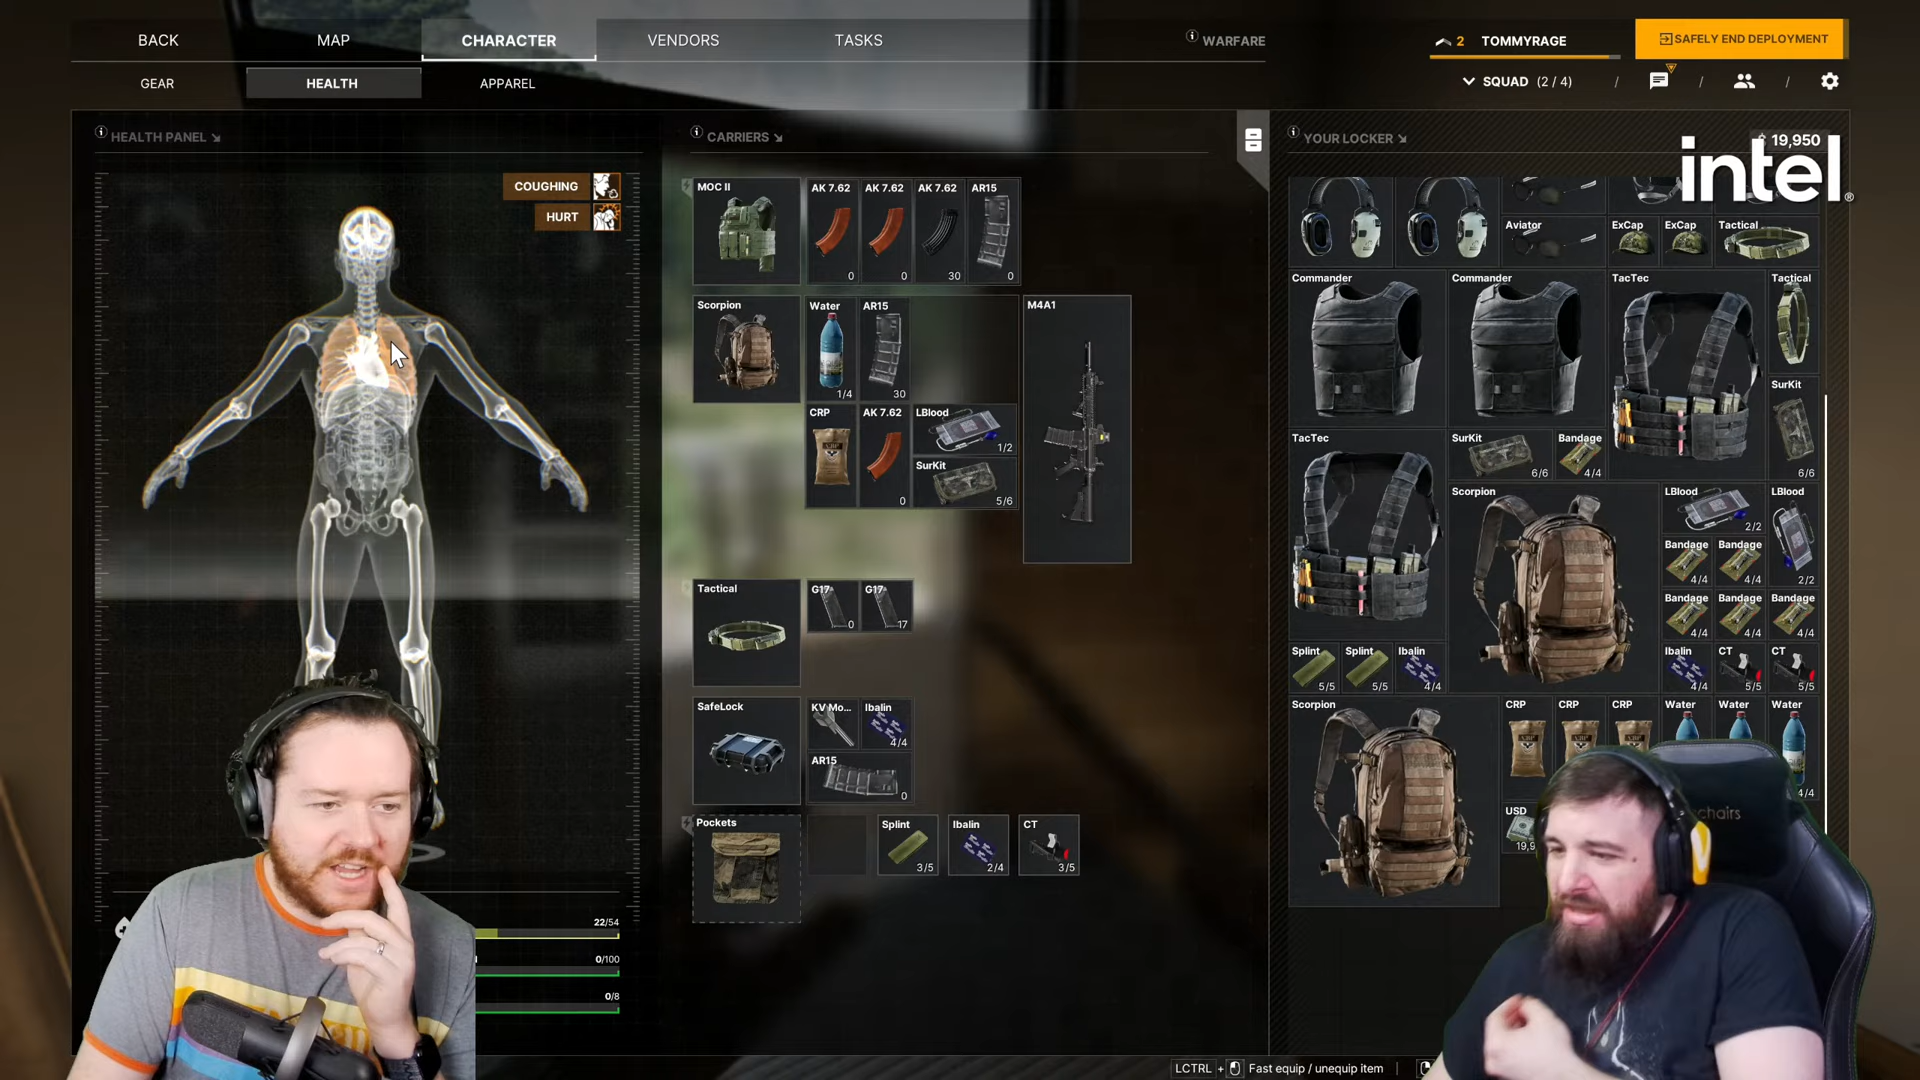 BACK
MAP
CHARACTER
VENDORS
TASKS
WARFARE
2 TOMMYRAGE
SAFELY END DEPLOYMENT
GEAR
HEALTH
APPAREL
SQUAD (2 / 4)
/
/
/
HEALTH PANEL
COUGHING
HURT
22/54
0/100
0/8
CARRIERS
MOC II
AK 7.62
AK 7.62
AK 7.62
AR15
0
0
30
0
Scorpion
Water
AR15
M4A1
1/4
30
CRP
AK 7.62
LBlood
1/2
SurKit
0
5/6
Tactical
G17
G17
0
17
SafeLock
KV Mo...
Ibalin
4/4
AR15
0
Pockets
Splint
Ibalin
CT
3/5
2/4
3/5
YOUR LOCKER
19,950
intel
Aviator
ExCap
ExCap
Tactical
Commander
Commander
TacTec
Tactical
SurKit
TacTec
SurKit
Bandage
6/6
4/4
6/6
Scorpion
LBlood
LBlood
2/2
Bandage
Bandage
4/4
4/4
2/2
Bandage
Bandage
Bandage
4/4
4/4
4/4
Splint
Splint
Ibalin
Ibalin
CT
CT
5/5
5/5
4/4
4/4
5/5
5/5
Scorpion
CRP
CRP
CRP
Water
Water
Water
4/4
USD
19,9
chairs
LCTRL + Fast equip / unequip item